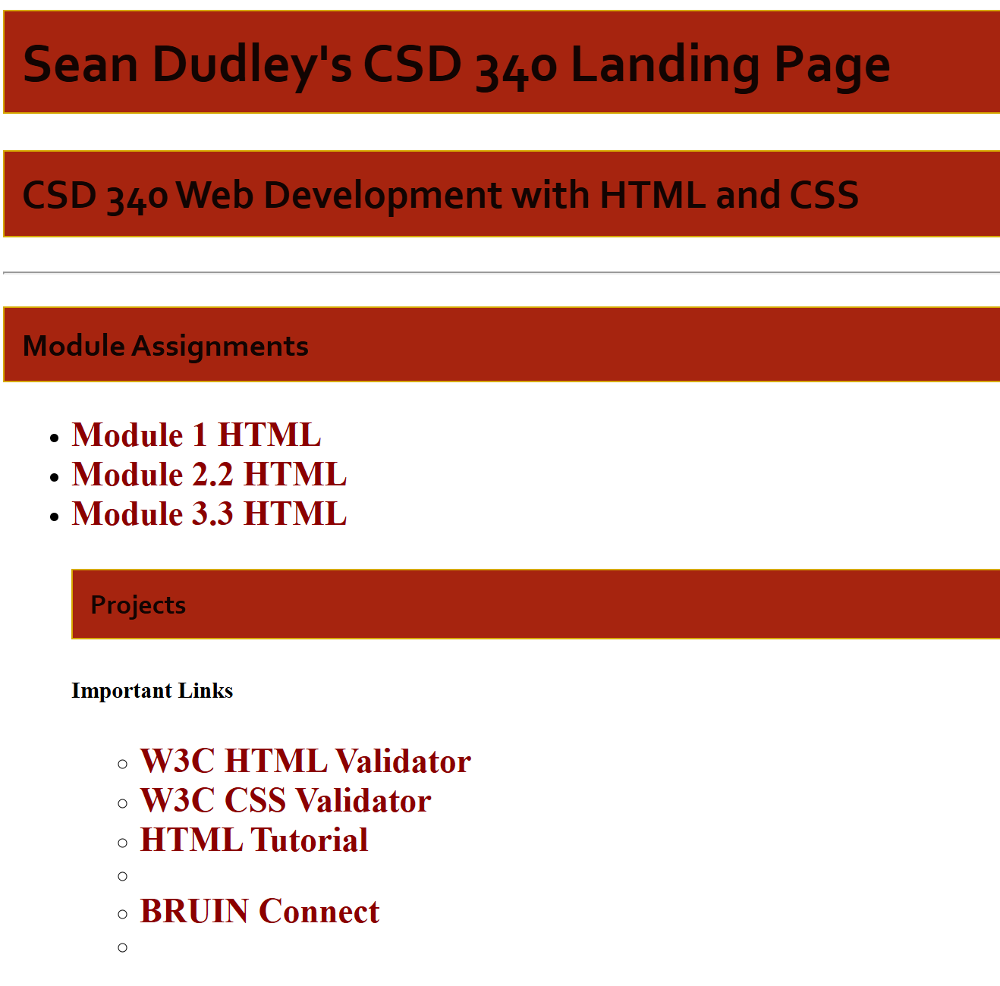 Sean Dudley's CSD 340 Landing Page
CSD 340 Web Development with HTML and CSS
Module Assignments
Module 1 HTML
Module 2.2 HTML
Module 3.3 HTML
Projects
Important Links
W3C HTML Validator
W3C CSS Validator
HTML Tutorial
BRUIN Connect